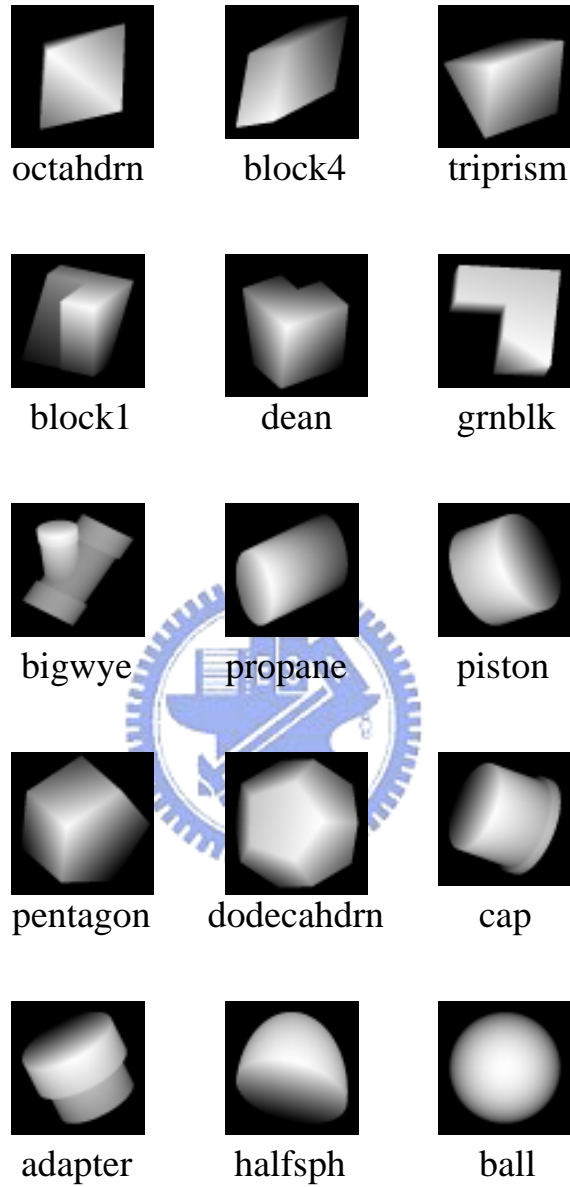 octahdrn block4 triprism
block1 dean grnblk
bigwye propane piston
pentagon dodecahdrn cap
adapter halfsph ball